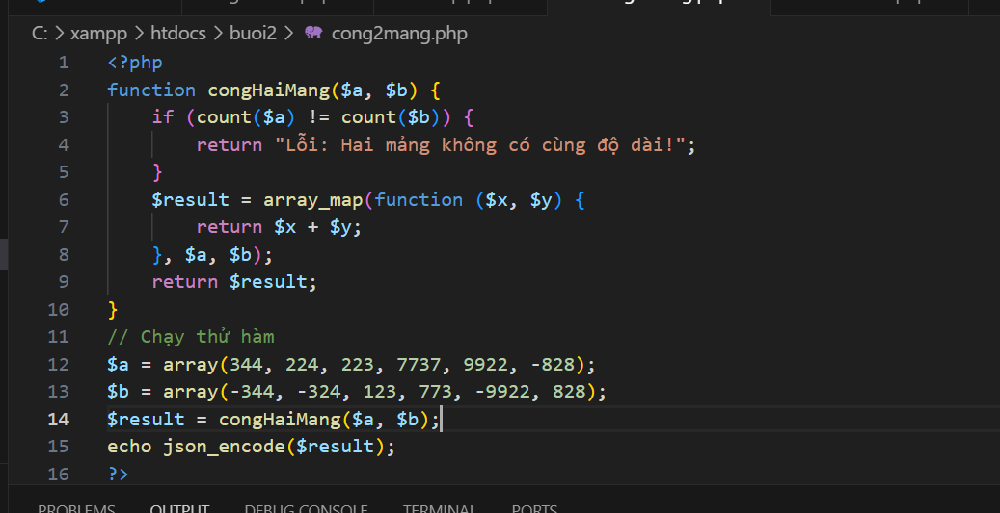 C: > xampp > htdocs > buoi2 > cong2mang.php
1 <?php
2 function congHaiMang($a, $b) {
3 if (count($a) != count($b)) {
4 return "Lỗi: Hai mảng không có cùng độ dài!";
5 }
6 $result = array_map(function ($x, $y) {
7 return $x + $y;
8 }, $a, $b);
9 return $result;
10 }
11 // Chạy thử hàm
12 $a = array(344, 224, 223, 7737, 9922, -828);
13 $b = array(-344, -324, 123, 773, -9922, 828);
14 $result = congHaiMang($a, $b);
15 echo json_encode($result);
16 ?>
PROBLEMS OUTPUT DEBUG CONSOLE TERMINAL PORTS